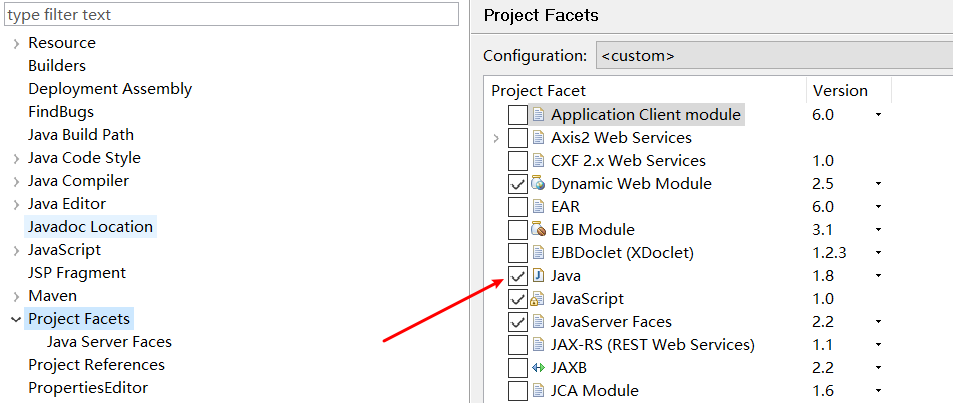 type filter text
Resource
Builders
Deployment Assembly
FindBugs
Java Build Path
Java Code Style
Java Compiler
Java Editor
Javadoc Location
JavaScript
JSP Fragment
Maven
Project Facets
Java Server Faces
Project References
PropertiesEditor
Project Facets
Configuration: <custom>
Project Facet Version
Application Client module 6.0
Axis2 Web Services
CXF 2.x Web Services 1.0
Dynamic Web Module 2.5
EAR 6.0
EJB Module 3.1
EJBDoclet (XDoclet) 1.2.3
Java 1.8
JavaScript 1.0
JavaServer Faces 2.2
JAX-RS (REST Web Services) 1.1
JAXB 2.2
JCA Module 1.6